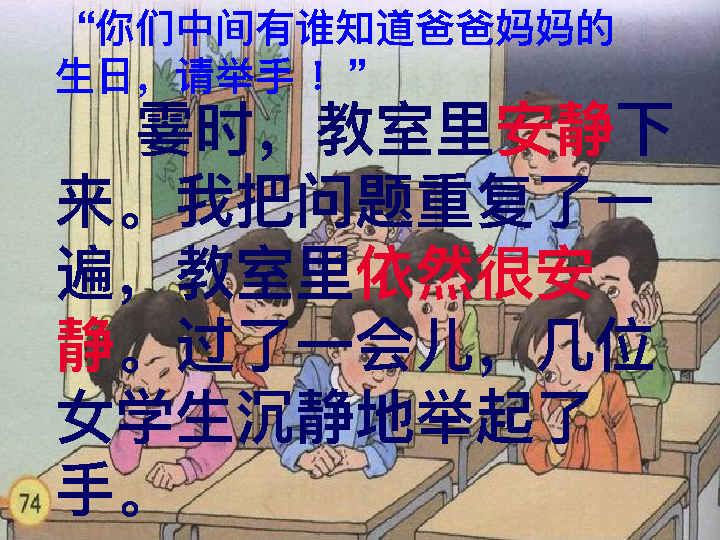 “你们中间有谁知道爸爸妈妈的
生日，请举手！”
霎时，教室里安静下
来。我把问题重复了一
遍，教室里依然很安
静。过了一会儿，几位
女学生沉静地举起了
手。
74